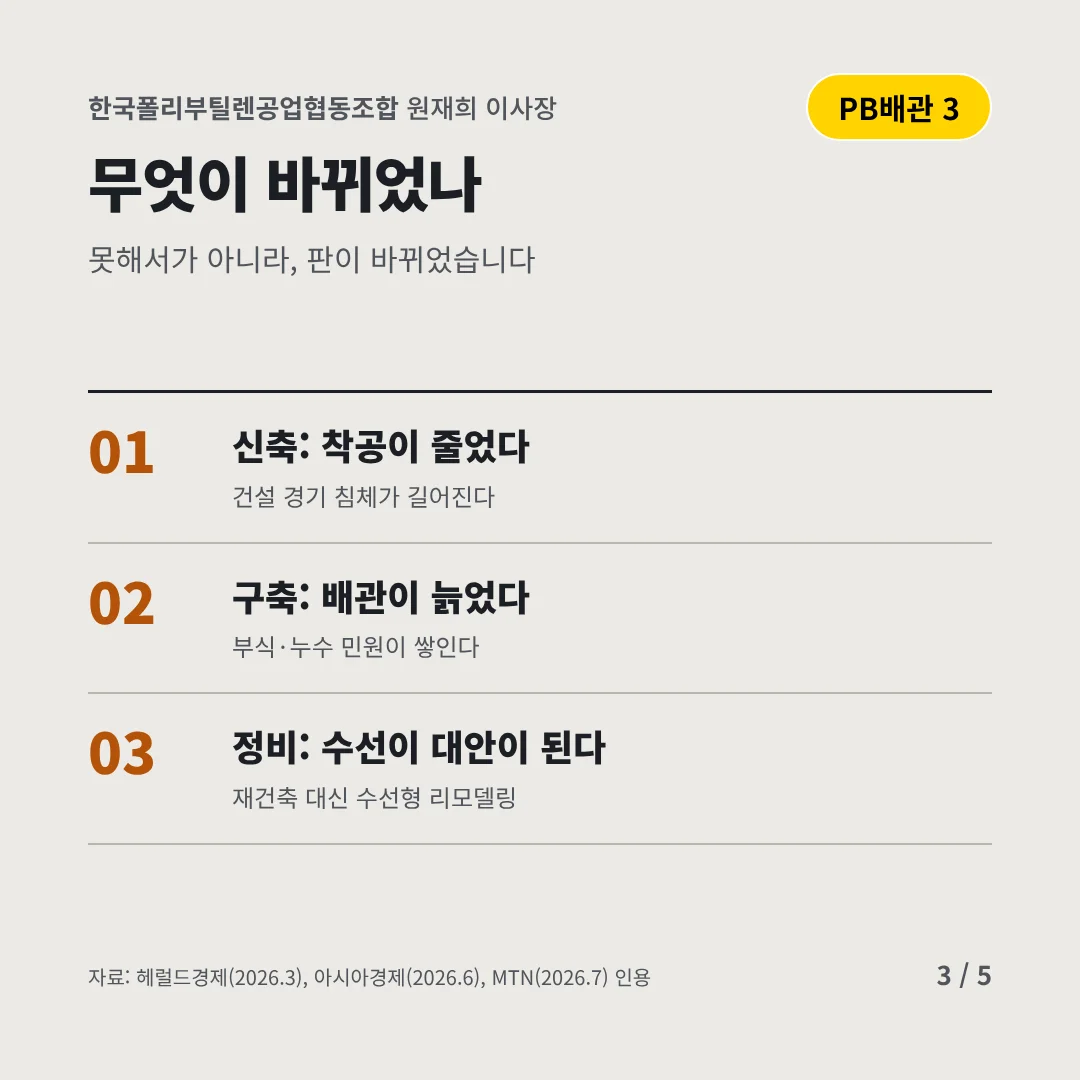 한국폴리부틸렌공업협동조합 원재희 이사장
PB배관 3
무엇이 바뀌었나
못해서가 아니라, 판이 바뀌었습니다
01
신축: 착공이 줄었다
건설 경기 침체가 길어진다
02
구축: 배관이 늙었다
부식·누수 민원이 쌓인다
03
정비: 수선이 대안이 된다
재건축 대신 수선형 리모델링
자료: 헤럴드경제(2026.3), 아시아경제(2026.6), MTN(2026.7) 인용
3 / 5